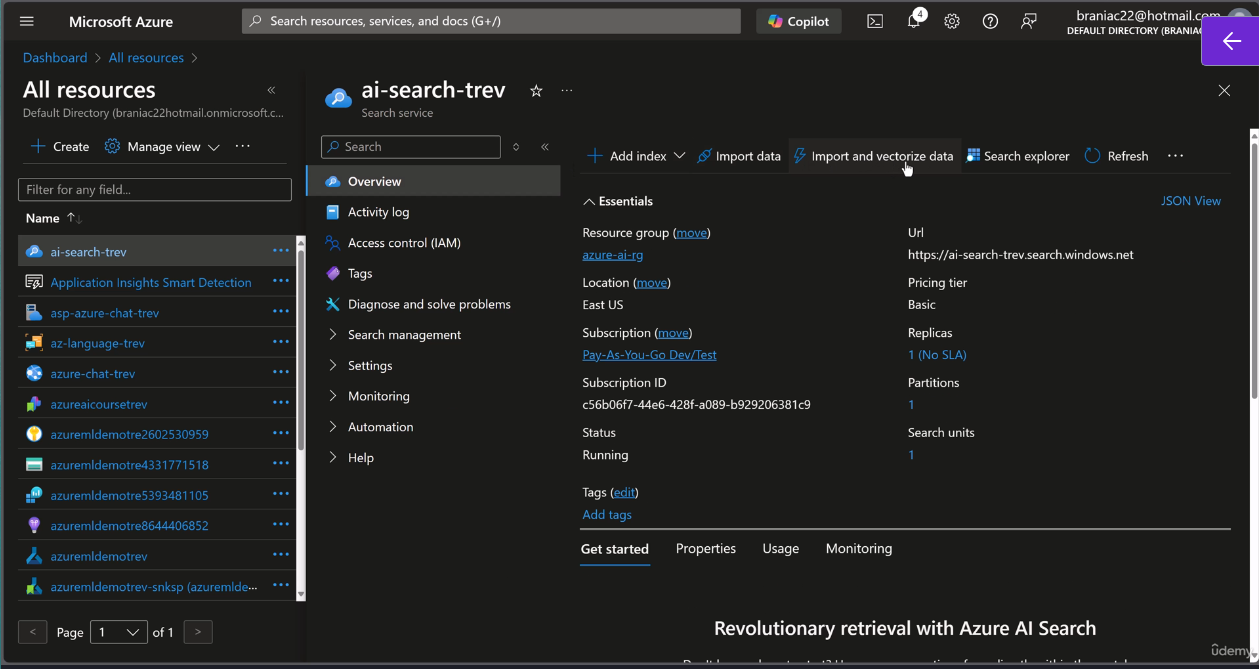 Microsoft Azure
Search resources, services, and docs (G+/)
Copilot
4
braniac22@hotmail.com
DEFAULT DIRECTORY (BRANIAC
Dashboard > All resources >
All resources
Default Directory (braniac22hotmail.onmicrosoft.c...
Create
Manage view
Filter for any field...
Name
ai-search-trev
Application Insights Smart Detection
asp-azure-chat-trev
az-language-trev
azure-chat-trev
azureaicoursetrev
azuremldemotre2602530959
azuremldemotre4331771518
azuremldemotre5393481105
azuremldemotre8644406852
azuremldemotrev
azuremldemotrev-snksp (azuremlde...
< Page 1 of 1 >
ai-search-trev
Search service
Search
Overview
Activity log
Access control (IAM)
Tags
Diagnose and solve problems
Search management
Settings
Monitoring
Automation
Help
Add index
Import data
Import and vectorize data
Search explorer
Refresh
Essentials
JSON View
Resource group (move)
azure-ai-rg
Location (move)
East US
Subscription (move)
Pay-As-You-Go Dev/Test
Subscription ID
c56b06f7-44e6-428f-a089-b929206381c9
Status
Running
Url
https://ai-search-trev.search.windows.net
Pricing tier
Basic
Replicas
1 (No SLA)
Partitions
1
Search units
1
Tags (edit)
Add tags
Get started
Properties
Usage
Monitoring
Revolutionary retrieval with Azure AI Search
ûdemy